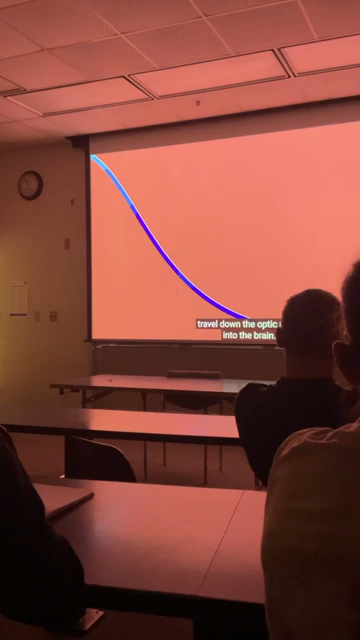 travel down the optic
into the brain.